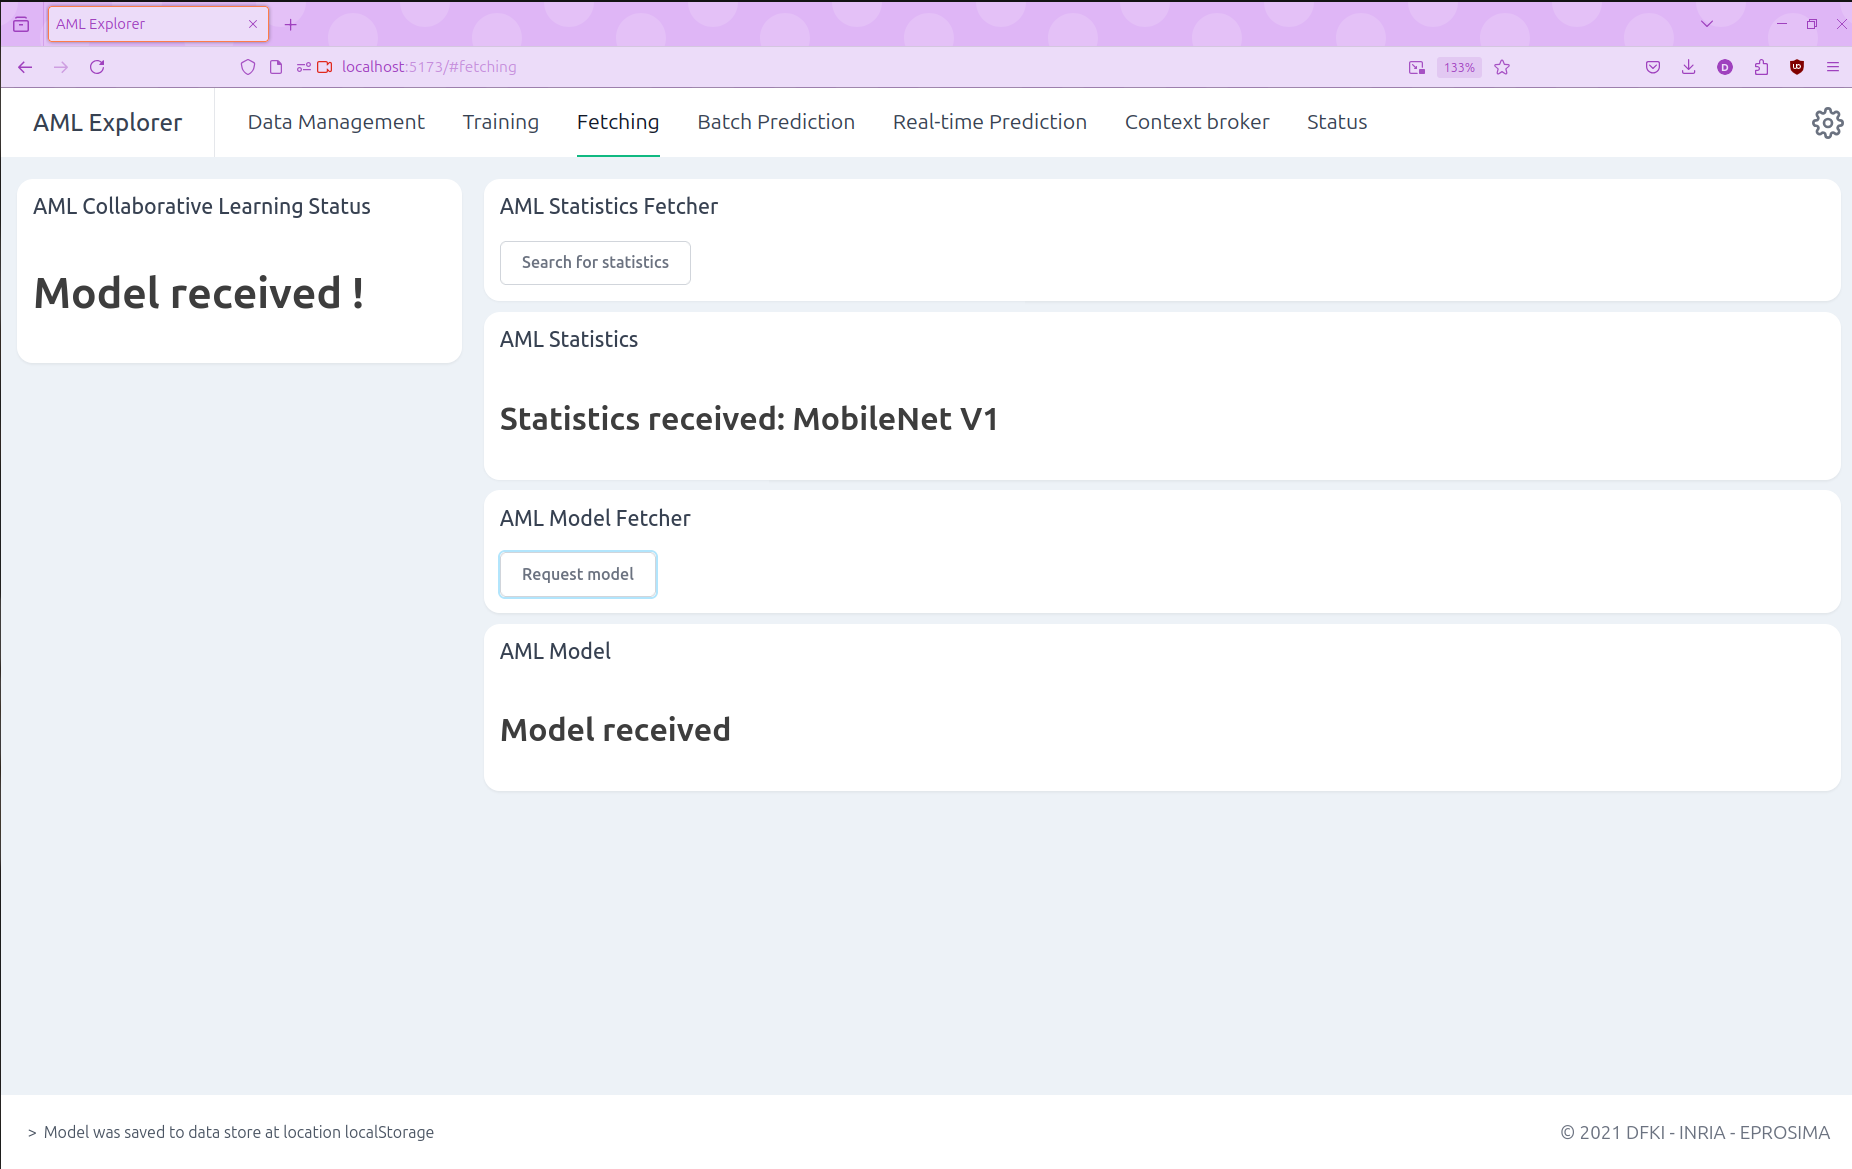 AML Explorer
localhost:5173/#fetching
133%
D
AML Explorer
Data Management
Training
Fetching
Batch Prediction
Real-time Prediction
Context broker
Status
AML Collaborative Learning Status
Model received !
AML Statistics Fetcher
Search for statistics
AML Statistics
Statistics received: MobileNet V1
AML Model Fetcher
Request model
AML Model
Model received
> Model was saved to data store at location localStorage
© 2021 DFKI - INRIA - EPROSIMA